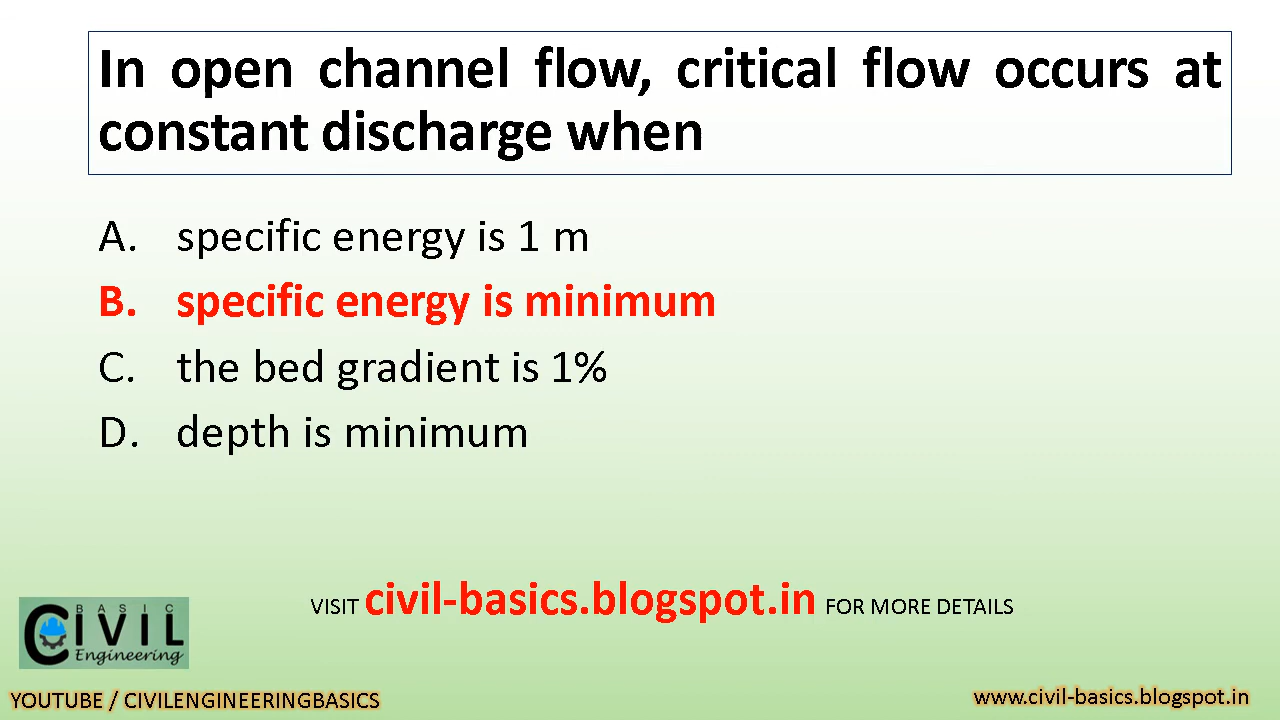 In open channel flow, critical flow occurs at
constant discharge when
A. specific energy is 1 m
B. specific energy is minimum
C. the bed gradient is 1%
D. depth is minimum
VISIT civil-basics.blogspot.in FOR MORE DETAILS
BASIC
CIVIL
Engineering
YOUTUBE / CIVILENGINEERINGBASICS
www.civil-basics.blogspot.in